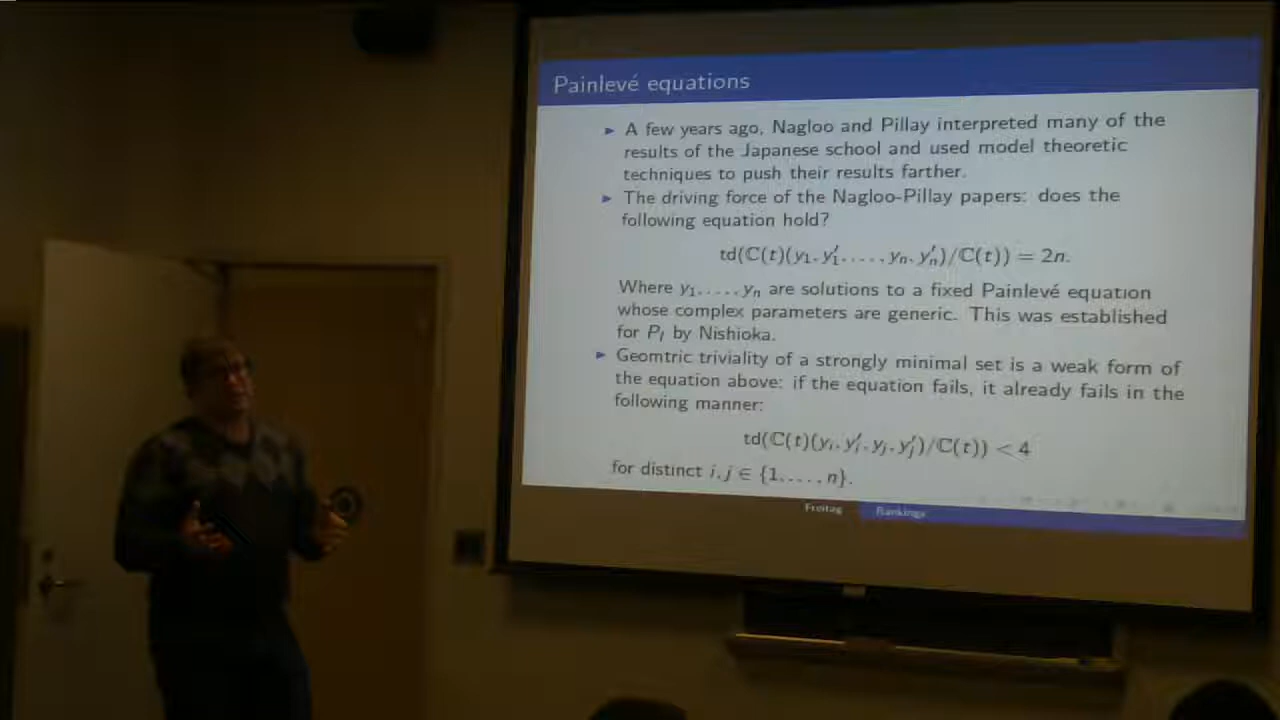 Painlevé equations
► A few years ago, Nagloo and Pillay interpreted many of the
results of the Japanese school and used model theoretic
techniques to push their results farther.
► The driving force of the Nagloo-Pillay papers: does the
following equation hold?
td(ℂ(t)(y₁, y₁′, . . . , yₙ, yₙ′)/ℂ(t)) = 2n.
Where y₁, . . . , yₙ are solutions to a fixed Painlevé equation
whose complex parameters are generic. This was established
for P_I by Nishioka.
► Geomtric triviality of a strongly minimal set is a weak form of
the equation above: if the equation fails, it already fails in the
following manner:
td(ℂ(t)(yᵢ, yᵢ′, yⱼ, yⱼ′)/ℂ(t)) < 4
for distinct i, j ∈ {1, . . . , n}.
Freitag Rankings